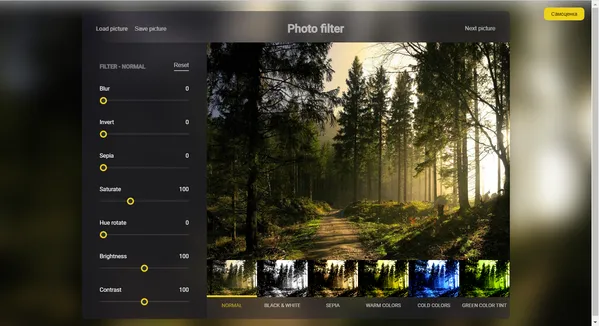 Самоценка
Load picture Save picture
Photo filter
Next picture
FILTER - NORMAL Reset
Blur 0
Invert 0
Sepia 0
Saturate 100
Hue rotate 0
Brightness 100
Contrast 100
NORMAL BLACK & WHITE SEPIA WARM COLORS COLD COLORS GREEN COLOR TINT